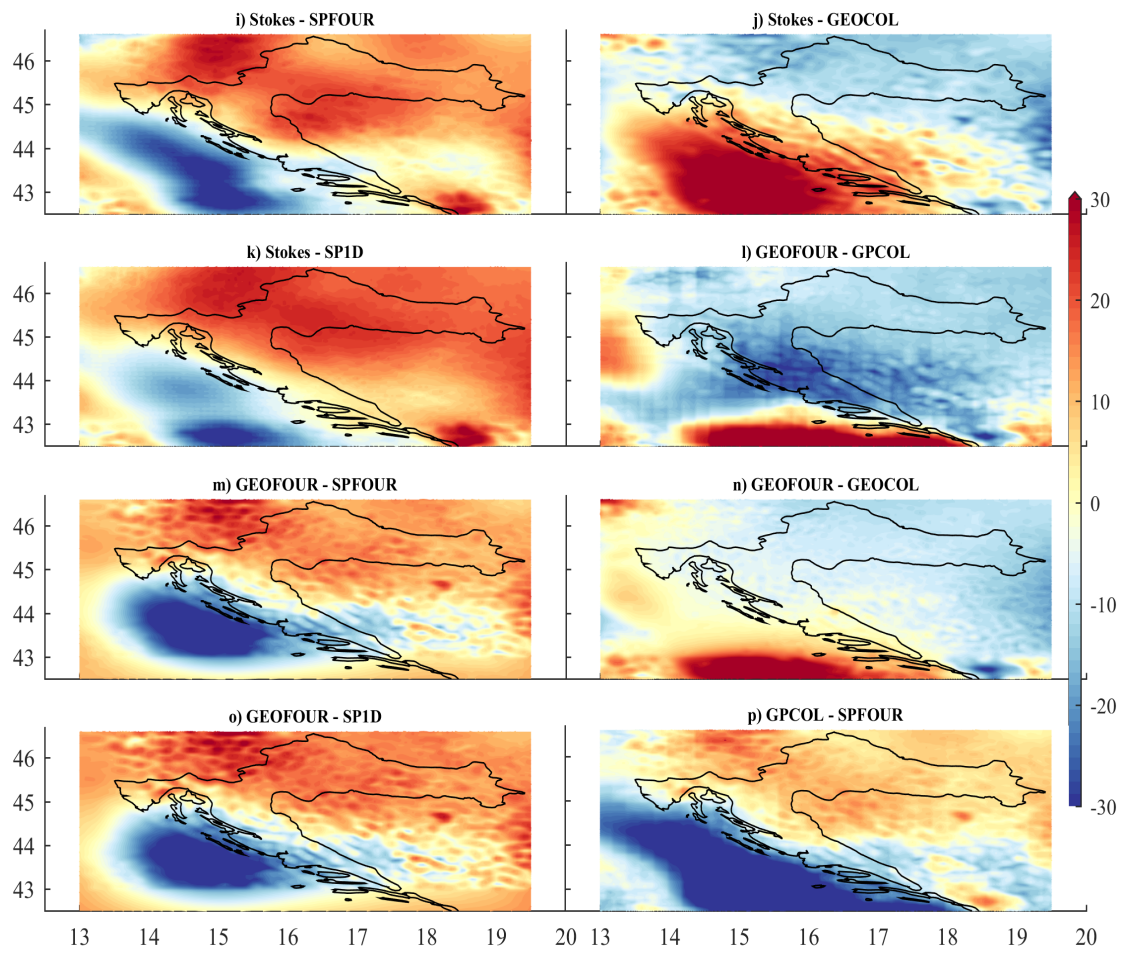 i) Stokes - SPFOUR
j) Stokes - GEOCOL
46
45
44
43
k) Stokes - SP1D
l) GEOFOUR - GPCOL
46
45
44
43
m) GEOFOUR - SPFOUR
n) GEOFOUR - GEOCOL
46
45
44
43
o) GEOFOUR - SP1D
p) GPCOL - SPFOUR
46
45
44
43
13 14 15 16 17 18 19 20
13 14 15 16 17 18 19 20
30
20
10
0
-10
-20
-30